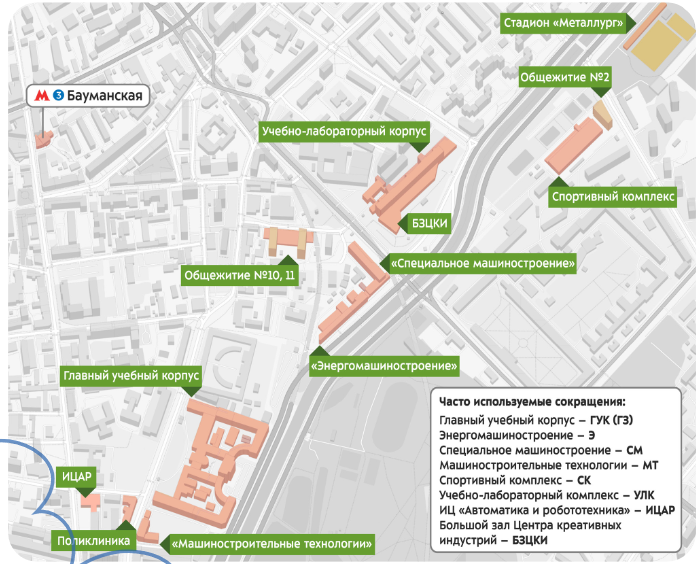 Стадион «Металлург»
Общежитие №2
М 3 Бауманская
Учебно-лабораторный корпус
Спортивный комплекс
БЗЦКИ
«Специальное машиностроение»
Общежитие №10, 11
«Энергомашиностроение»
Главный учебный корпус
Часто используемые сокращения:
Главный учебный корпус – ГУК (ГЗ)
Энергомашиностроение – Э
Специальное машиностроение – СМ
Машиностроительные технологии – МТ
Спортивный комплекс – СК
Учебно-лабораторный комплекс – УЛК
ИЦ «Автоматика и робототехника» – ИЦАР
Большой зал Центра креативных
индустрий – БЗЦКИ
ИЦАР
Поликлиника
«Машиностроительные технологии»